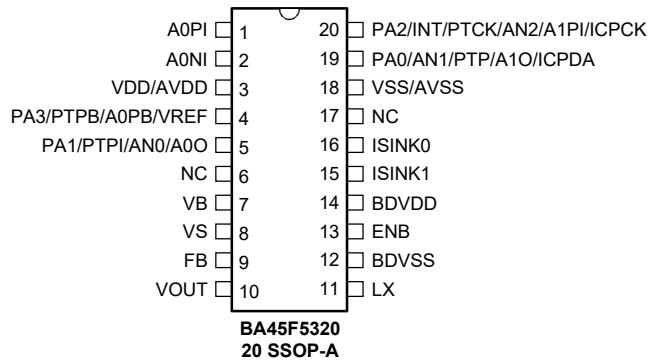 A0PI 1 20 PA2/INT/PTCK/AN2/A1PI/ICPCK
A0NI 2 19 PA0/AN1/PTP/A1O/ICPDA
VDD/AVDD 3 18 VSS/AVSS
PA3/PTPB/A0PB/VREF 4 17 NC
PA1/PTPI/AN0/A0O 5 16 ISINK0
NC 6 15 ISINK1
VB 7 14 BDVDD
VS 8 13 ENB
FB 9 12 BDVSS
VOUT 10 11 LX
BA45F5320
20 SSOP-A